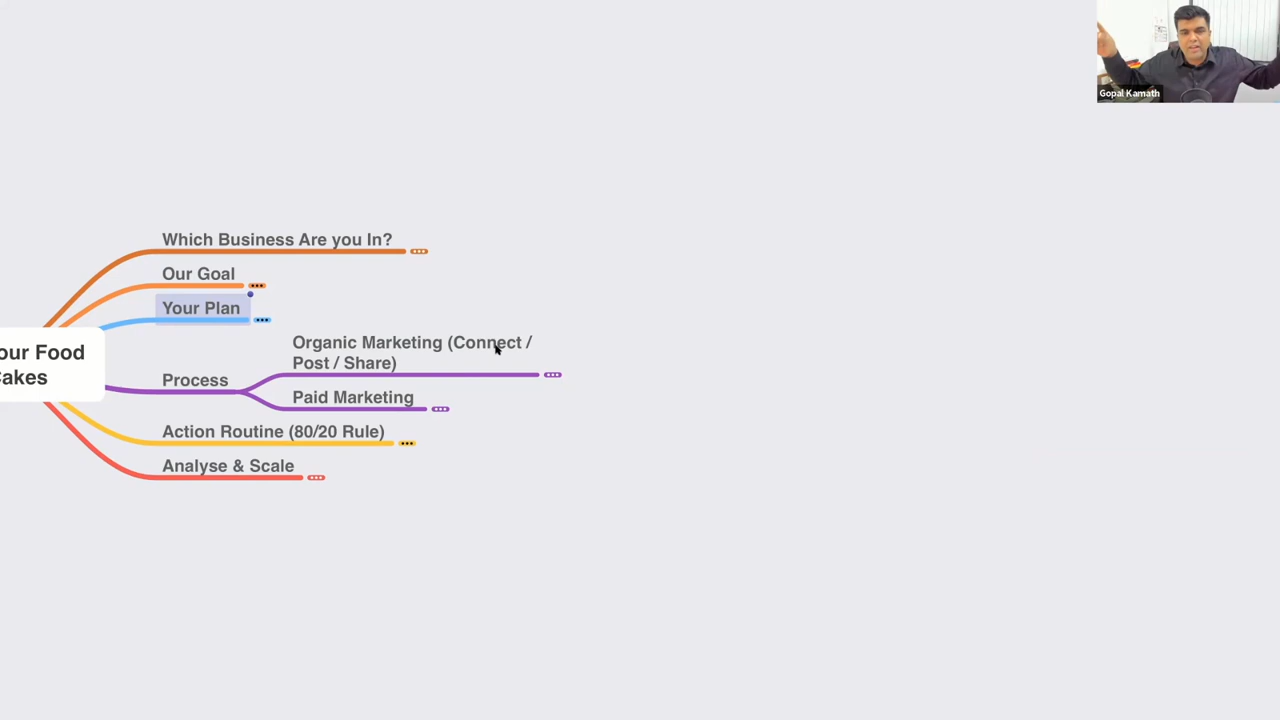 Gopal Kamath
Which Business Are you In?
Our Goal
Your Plan
Organic Marketing (Connect /
Post / Share)
our Food
Cakes
Process
Paid Marketing
Action Routine (80/20 Rule)
Analyse & Scale